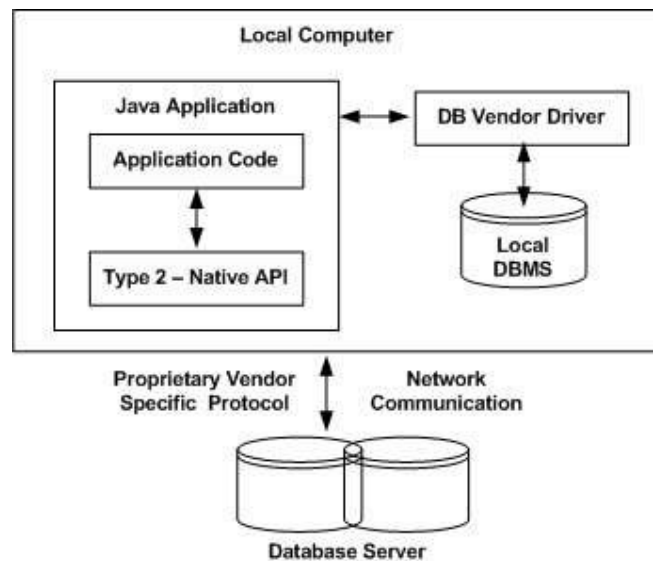 Local Computer
Java Application
Application Code
Type 2 – Native API
DB Vendor Driver
Local
DBMS
Proprietary Vendor
Specific Protocol
Network
Communication
Database Server